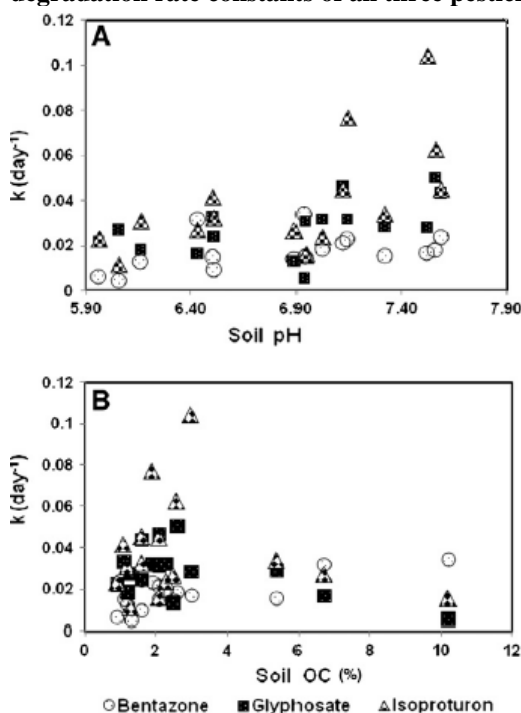 degradation rate constants of all three
A
0.12
0.1
0.08
0.06
0.04
0.02
0
k (day⁻¹)
5.90 6.40 6.90 7.40 7.90
Soil pH
B
0.12
0.1
0.08
0.06
0.04
0.02
0
k (day⁻¹)
0 2 4 6 8 10 12
Soil OC (%)
Bentazone Glyphosate Isoproturon